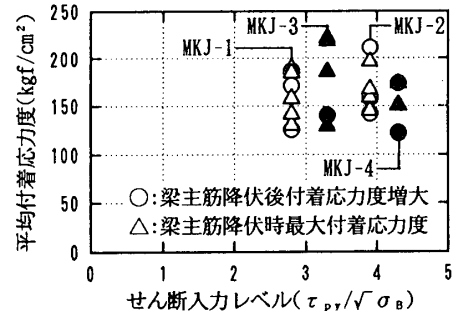 平均付着応力度(kgf/cm²)
250
200
150
100
50
0
MKJ-3
MKJ-1
MKJ-2
MKJ-4
○:梁主筋降伏後付着応力度増大
△:梁主筋降伏時最大付着応力度
0 1 2 3 4 5
せん断入力レベル(τpy/√σB)